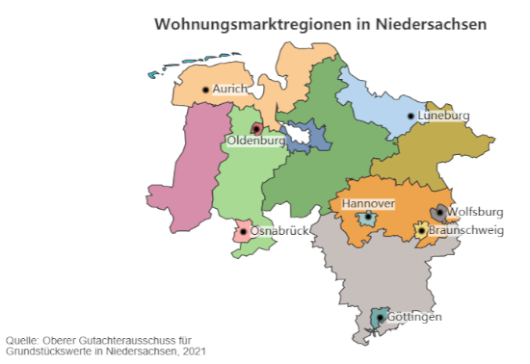 Wohnungsmarktregionen in Niedersachsen
Aurich
Lüneburg
Oldenburg
Hannover
Wolfsburg
Osnabrück
Braunschweig
Göttingen
Quelle: Oberer Gutachterausschuss für
Grundstückswerte in Niedersachsen, 2021